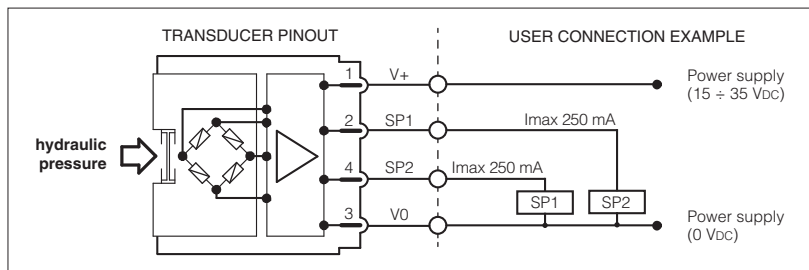 TRANSDUCER PINOUT
USER CONNECTION EXAMPLE
hydraulic
pressure
1
V+
Power supply
(15 ÷ 35 VDC)
2
SP1
Imax 250 mA
4
SP2
Imax 250 mA
SP1
SP2
3
V0
Power supply
(0 VDC)